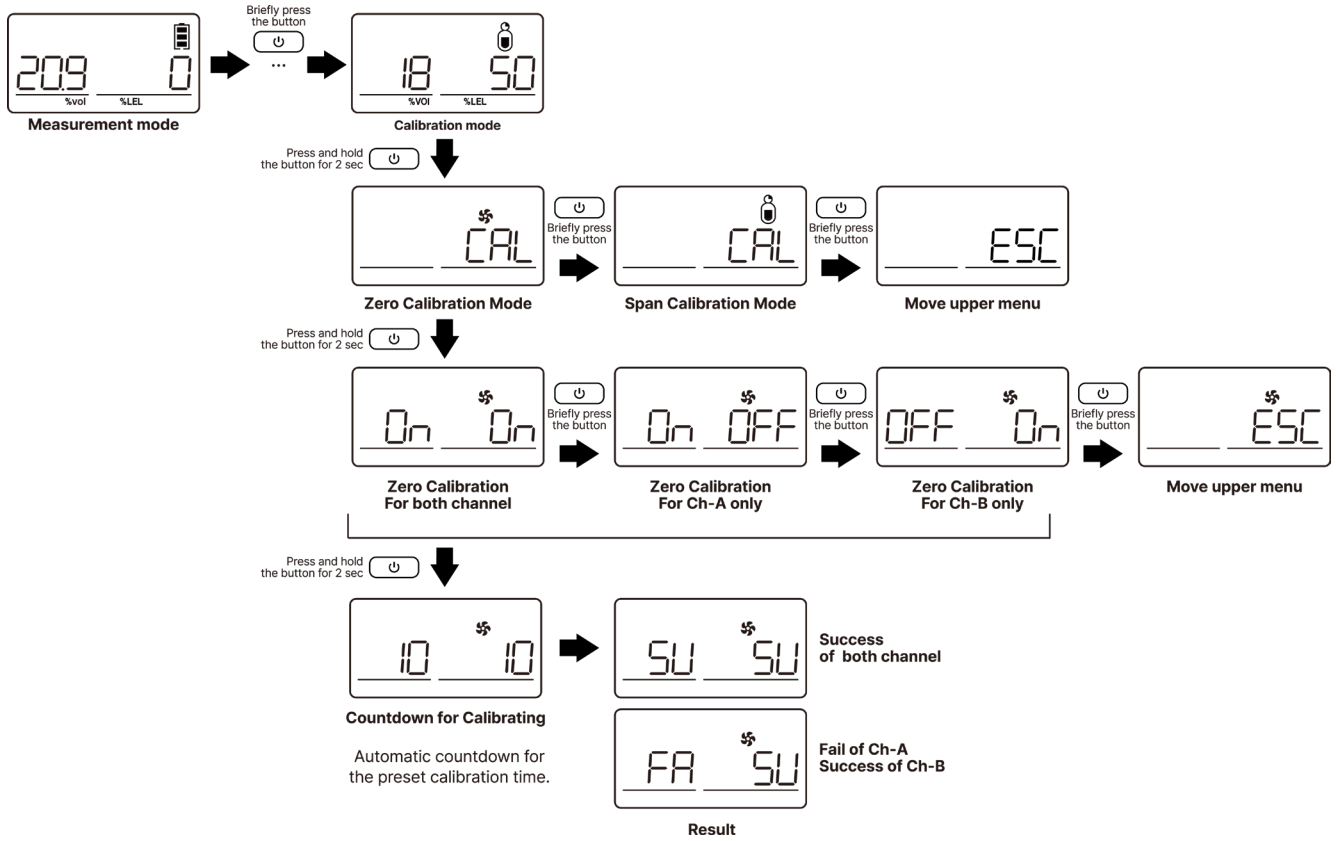 Briefly press
the button
20.9 0
%vol %LEL
Measurement mode
...
18 50
%VOl %LEL
Calibration mode
Press and hold
the button for 2 sec
CAL
Zero Calibration Mode
Briefly press
the button
CAL
Span Calibration Mode
Briefly press
the button
ESC
Move upper menu
Press and hold
the button for 2 sec
On On
Zero Calibration
For both channel
Briefly press
the button
On OFF
Zero Calibration
For Ch-A only
Briefly press
the button
OFF On
Zero Calibration
For Ch-B only
Briefly press
the button
ESC
Move upper menu
Press and hold
the button for 2 sec
10 10
Countdown for Calibrating
Automatic countdown for
the preset calibration time.
SU SU
Success
of both channel
FA SU
Fail of Ch-A
Success of Ch-B
Result